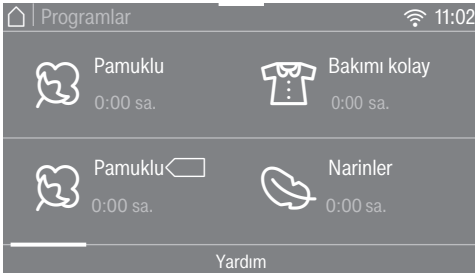 Programlar 11:02
Pamuklu Bakımı kolay
0:00 sa. 0:00 sa.
Pamuklu Narinler
0:00 sa. 0:00 sa.
Yardım